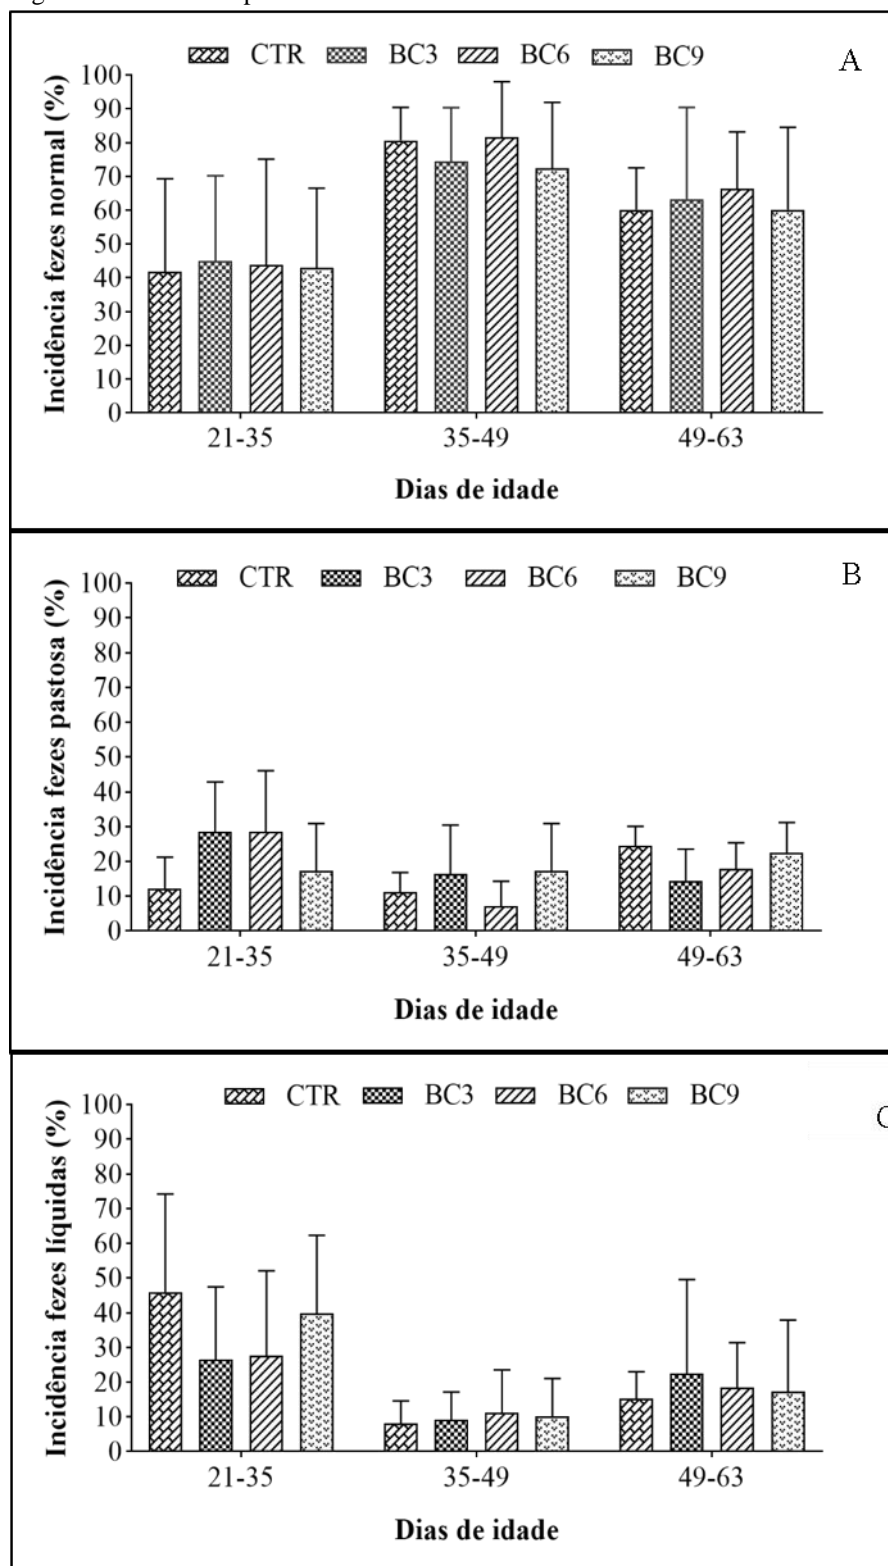 CTR BC3 BC6 BC9
A
Incidência fezes normal (%)
100
90
80
70
60
50
40
30
20
10
0
21-35 35-49 49-63
Dias de idade
CTR BC3 BC6 BC9
B
Incidência fezes pastosa (%)
100
90
80
70
60
50
40
30
20
10
0
21-35 35-49 49-63
Dias de idade
CTR BC3 BC6 BC9
C
Incidência fezes líquidas (%)
100
90
80
70
60
50
40
30
20
10
0
21-35 35-49 49-63
Dias de idade